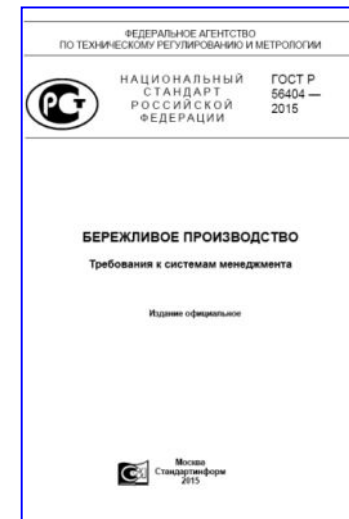 ФЕДЕРАЛЬНОЕ АГЕНТСТВО
ПО ТЕХНИЧЕСКОМУ РЕГУЛИРОВАНИЮ И МЕТРОЛОГИИ
НАЦИОНАЛЬНЫЙ
СТАНДАРТ
РОССИЙСКОЙ
ФЕДЕРАЦИИ
ГОСТ Р
56404 —
2015
БЕРЕЖЛИВОЕ ПРОИЗВОДСТВО
Требования к системам менеджмента
Издание официальное
Москва
Стандартинформ
2015